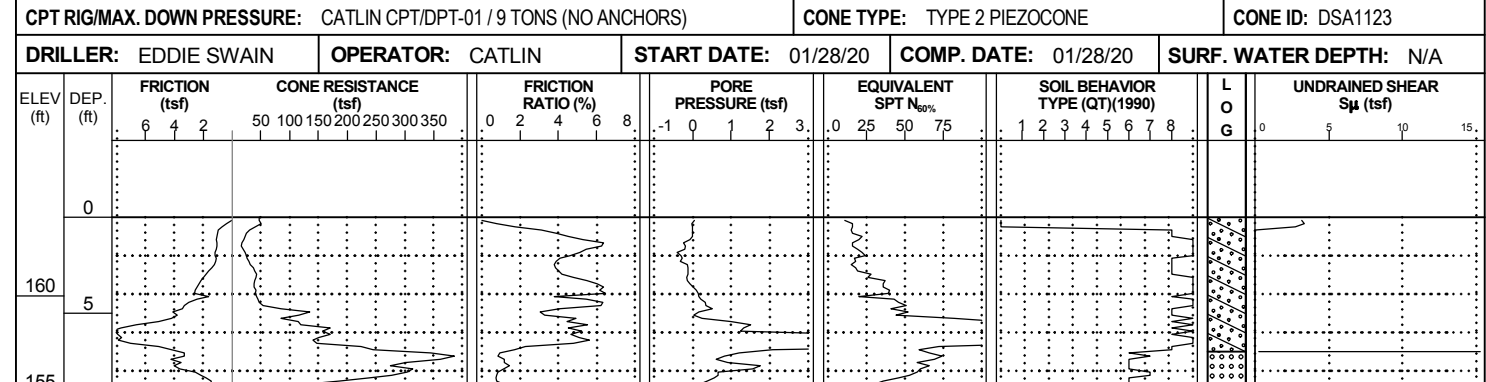 CPT RIG/MAX. DOWN PRESSURE: CATLIN CPT/DPT-01 / 9 TONS (NO ANCHORS) CONE TYPE: TYPE 2 PIEZOCONE CONE ID: DSA1123
DRILLER: EDDIE SWAIN OPERATOR: CATLIN START DATE: 01/28/20 COMP. DATE: 01/28/20 SURF. WATER DEPTH: N/A
ELEV (ft)
DEP. (ft)
FRICTION (tsf)
6 4 2
CONE RESISTANCE (tsf)
50 100 150 200 250 300 350
FRICTION RATIO (%)
0 2 4 6 8
PORE PRESSURE (tsf)
-1 0 1 2 3
EQUIVALENT SPT N60%
0 25 50 75
SOIL BEHAVIOR TYPE (QT)(1990)
1 2 3 4 5 6 7 8
L
O
G
UNDRAINED SHEAR
Sµ (tsf)
0 5 10 15
0
160
5
155